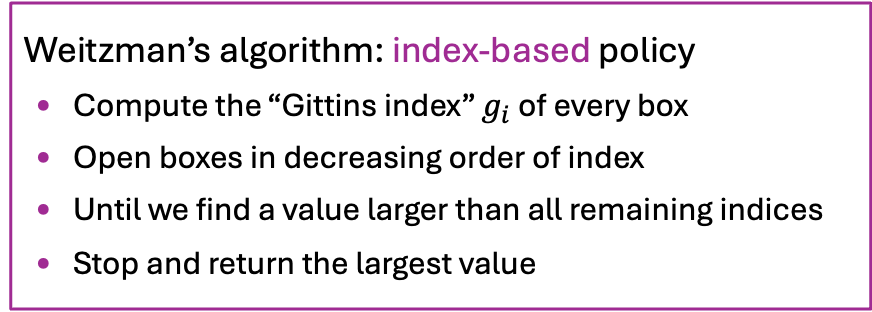 Weitzman’s algorithm: index-based policy
• Compute the “Gittins index” gᵢ of every box
• Open boxes in decreasing order of index
• Until we find a value larger than all remaining indices
• Stop and return the largest value